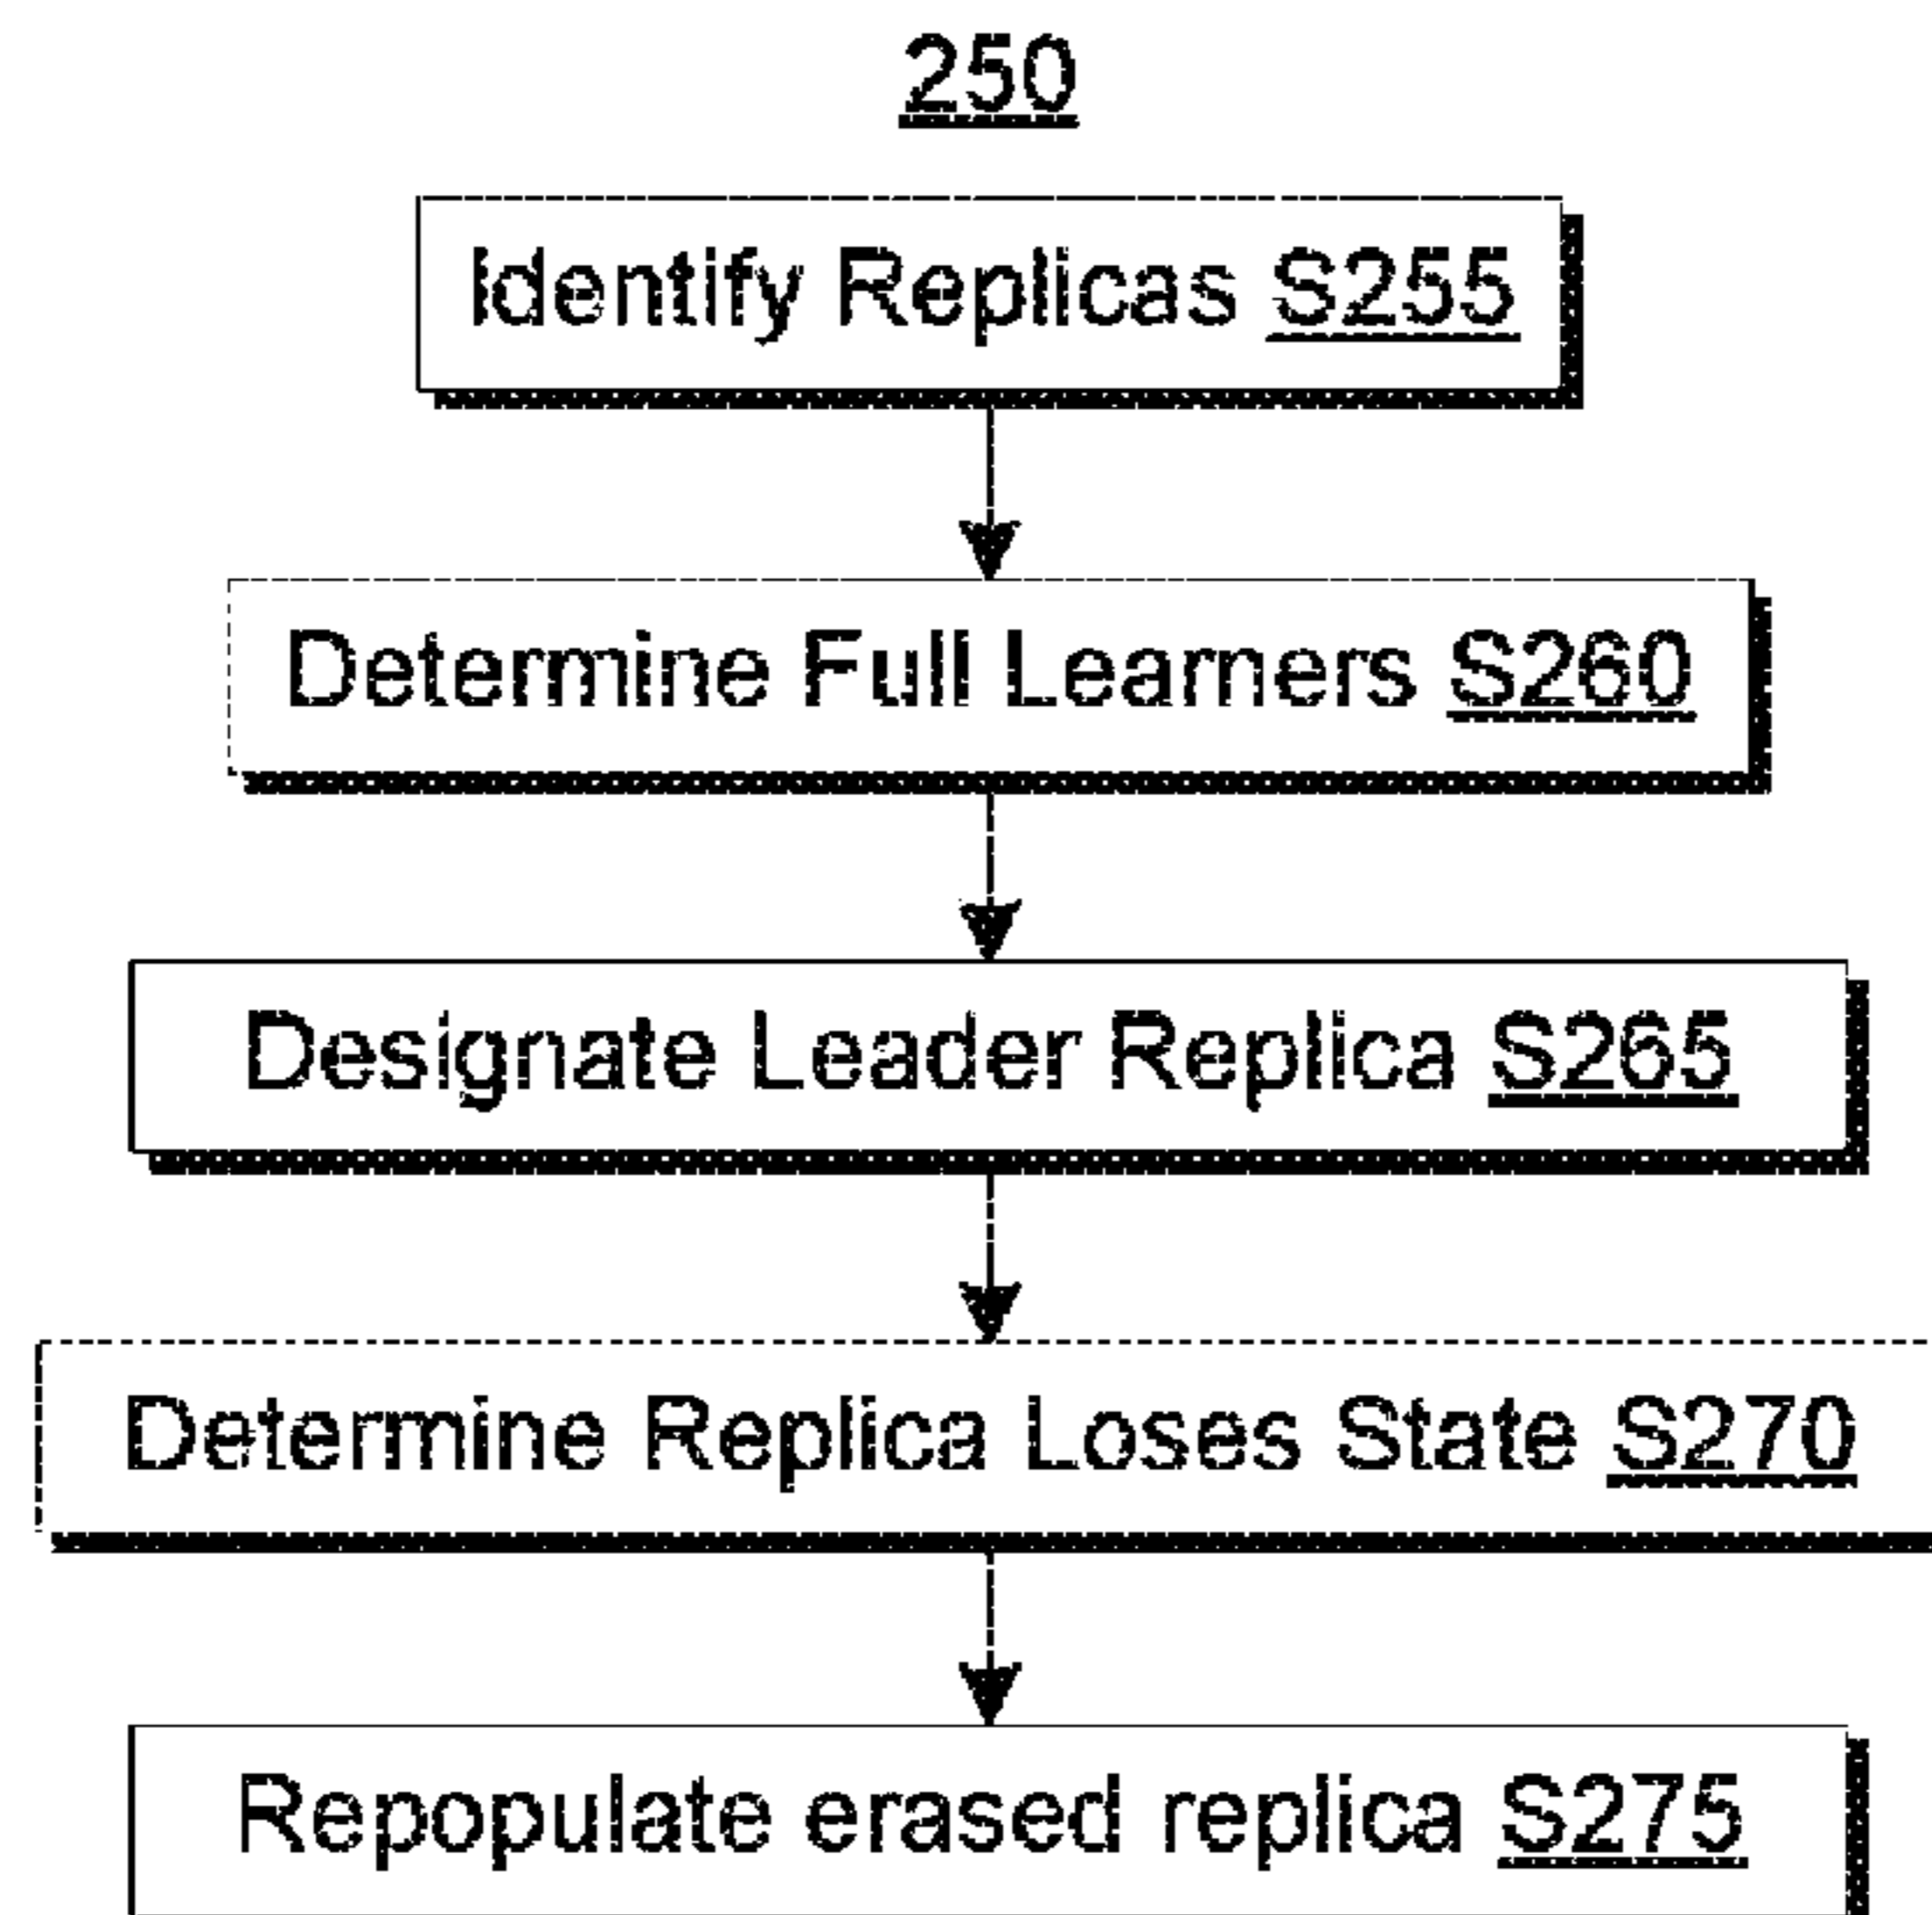 250
Identify Replicas S255
Determine Full Learners S260
Designate Leader Replica S265
Determine Replica Loses State S270
Repopulate erased replica S275